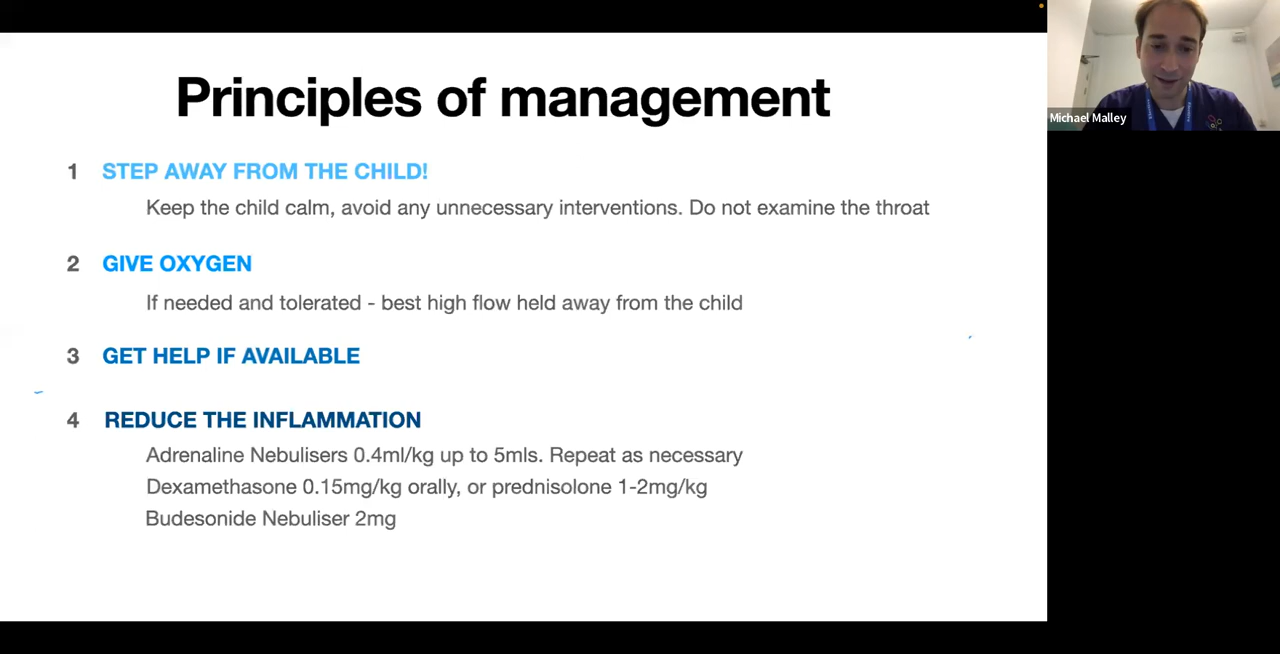 Principles of management
1 STEP AWAY FROM THE CHILD!
Keep the child calm, avoid any unnecessary interventions. Do not examine the throat
2 GIVE OXYGEN
If needed and tolerated - best high flow held away from the child
3 GET HELP IF AVAILABLE
4 REDUCE THE INFLAMMATION
Adrenaline Nebulisers 0.4ml/kg up to 5mls. Repeat as necessary
Dexamethasone 0.15mg/kg orally, or prednisolone 1-2mg/kg
Budesonide Nebuliser 2mg
Michael Malley